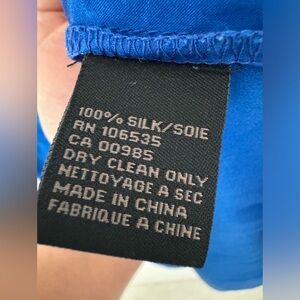 100% SILK/SOIE
RN 106535
CA 00985
DRY CLEAN ONLY
NETTOYAGE A SEC
MADE IN CHINA
FABRIQUE A CHINE